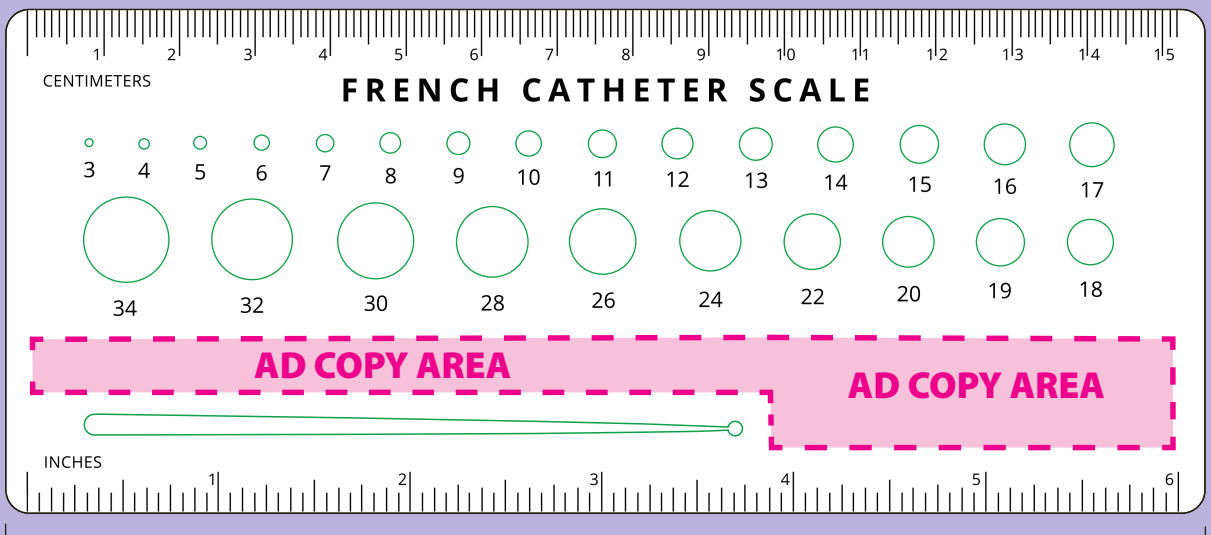 1 2 3 4 5 6 7 8 9 10 11 12 13 14 15
CENTIMETERS
FRENCH CATHETER SCALE
3 4 5 6 7 8 9 10 11 12 13 14 15 16 17
34 32 30 28 26 24 22 20 19 18
AD COPY AREA
AD COPY AREA
INCHES
1 2 3 4 5 6